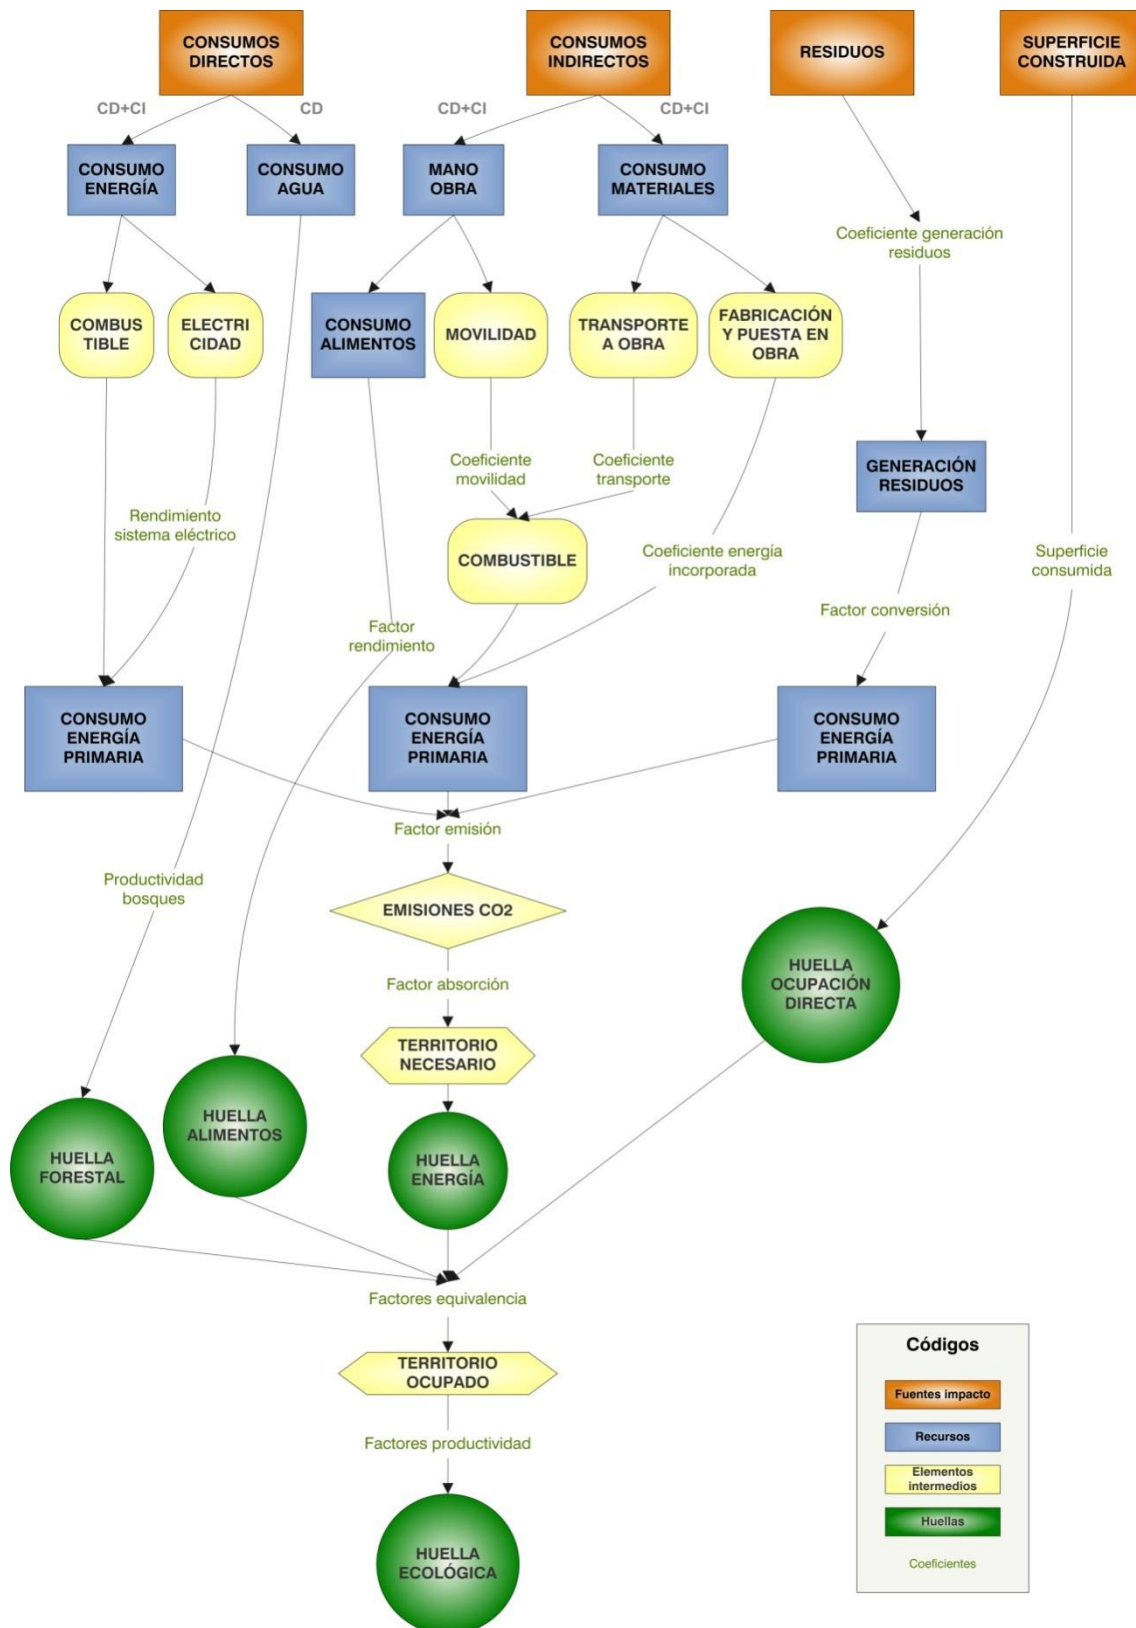 CONSUMOS
DIRECTOS
CONSUMOS
INDIRECTOS
RESIDUOS
SUPERFICIE
CONSTRUIDA
CD+CI
CD
CD+CI
CD+CI
CONSUMO
ENERGÍA
CONSUMO
AGUA
MANO
OBRA
CONSUMO
MATERIALES
Coeficiente generación
residuos
COMBUS
TIBLE
ELECTRI
CIDAD
CONSUMO
ALIMENTOS
MOVILIDAD
TRANSPORTE
A OBRA
FABRICACIÓN
Y PUESTA EN
OBRA
Coeficiente
movilidad
Coeficiente
transporte
GENERACIÓN
RESIDUOS
Rendimiento
sistema eléctrico
COMBUSTIBLE
Coeficiente energía
incorporada
Superficie
consumida
Factor
rendimiento
Factor conversión
CONSUMO
ENERGÍA
PRIMARIA
CONSUMO
ENERGÍA
PRIMARIA
CONSUMO
ENERGÍA
PRIMARIA
Factor emisión
Productividad
bosques
EMISIONES CO2
Factor absorción
HUELLA
OCUPACIÓN
DIRECTA
TERRITORIO
NECESARIO
HUELLA
ALIMENTOS
HUELLA
FORESTAL
HUELLA
ENERGÍA
Factores equivalencia
TERRITORIO
OCUPADO
Factores productividad
HUELLA
ECOLÓGICA
Códigos
Fuentes impacto
Recursos
Elementos
intermedios
Huellas
Coeficientes